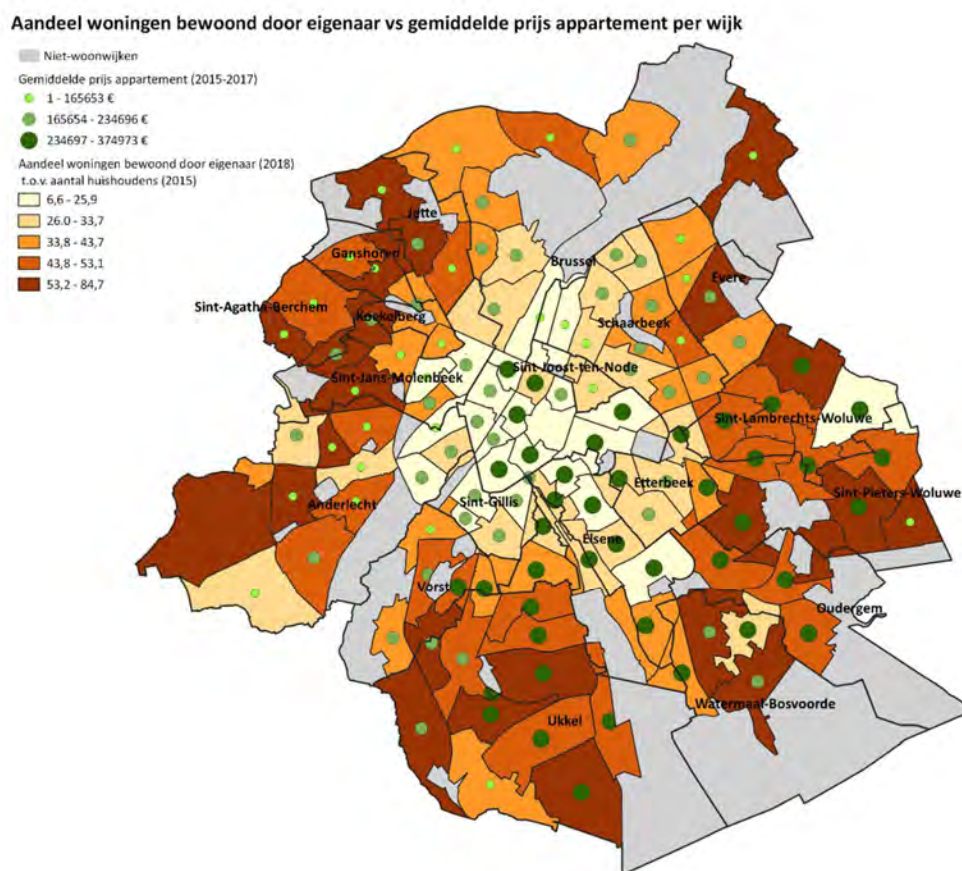 Aandeel woningen bewoond door eigenaar vs gemiddelde prijs appartement per wijk
Niet-woonwijken
Gemiddelde prijs appartement (2015-2017)
1 - 165653 €
165654 - 234696 €
234697 - 374973 €
Aandeel woningen bewoond door eigenaar (2018)
t.o.v. aantal huishoudens (2015)
6,6 - 25,9
26.0 - 33,7
33,8 - 43,7
43,8 - 53,1
53,2 - 84,7
Jette
Ganshoren
Brussel
Evere
Sint-Agatha-Berchem
Koekelberg
Schaarbeek
Sint-Joost-ten-Node
Sint-Jans-Molenbeek
Sint-Lambrechts-Woluwe
Etterbeek
Sint-Pieters-Woluwe
Anderlecht
Sint-Gillis
Elsene
Vorst
Oudergem
Watermaal-Bosvoorde
Ukkel